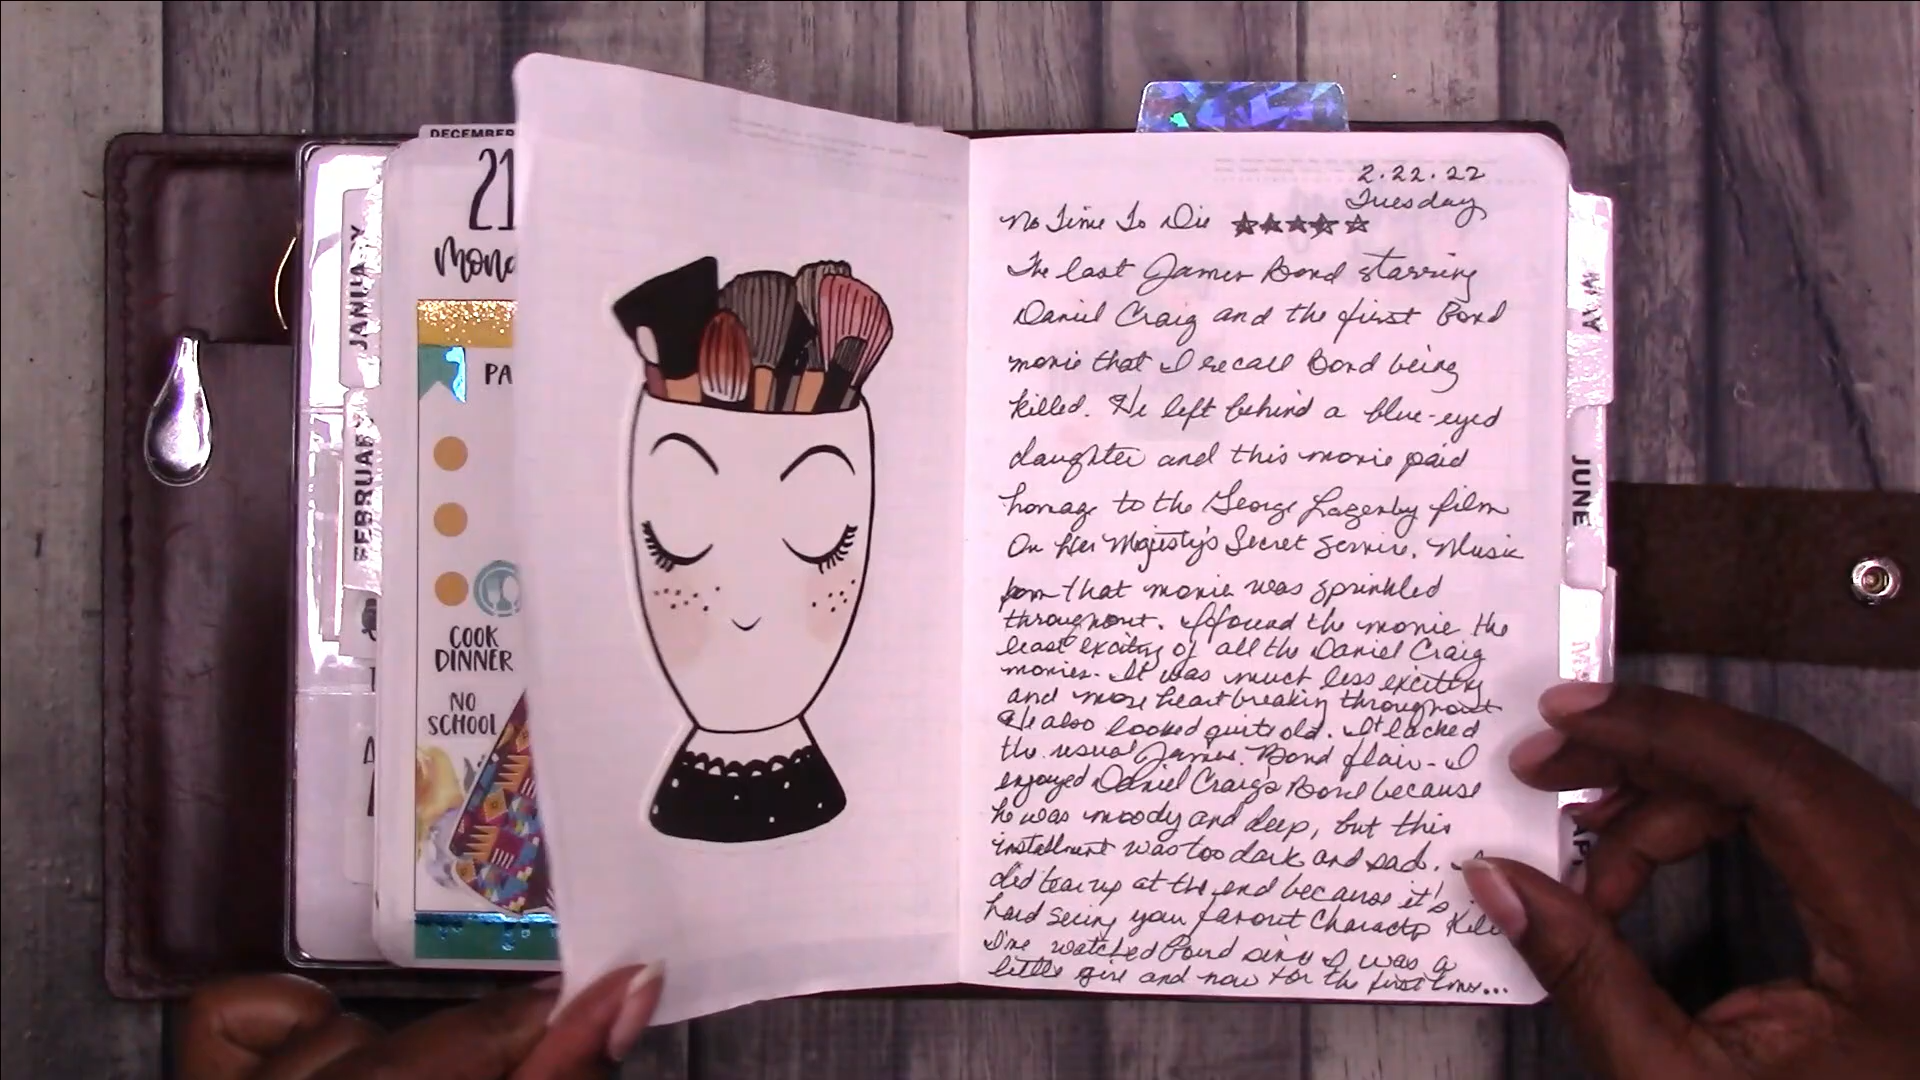 DECEMBER
21
JANUARY
FEBRUARY
PA
COOK
DINNER
NO
SCHOOL
2.22.22
Tuesday
No Time To Die
The last James Bond starring
Daniel Craig and the first Bond
movie that I recall Bond being
killed. He left behind a blue-eyed
daughter and this movie paid
homage to the George Lazenby film
On Her Majesty's Secret Service. Music
from that movie was sprinkled
throughout. I found the movie the
least exciting of all the Daniel Craig
movies. It was much less exciting
and more heartbreaking throughout
He also looked quite old. It lacked
the usual James Bond flair - I
enjoyed Daniel Craig's Bond because
he was moody and deep, but this
installment was too dark and sad. I
did tear up at the end because it's
hard seeing your favorite Character
I've watched Bond since I was a
little girl and now for the first time...
MAY
JUNE